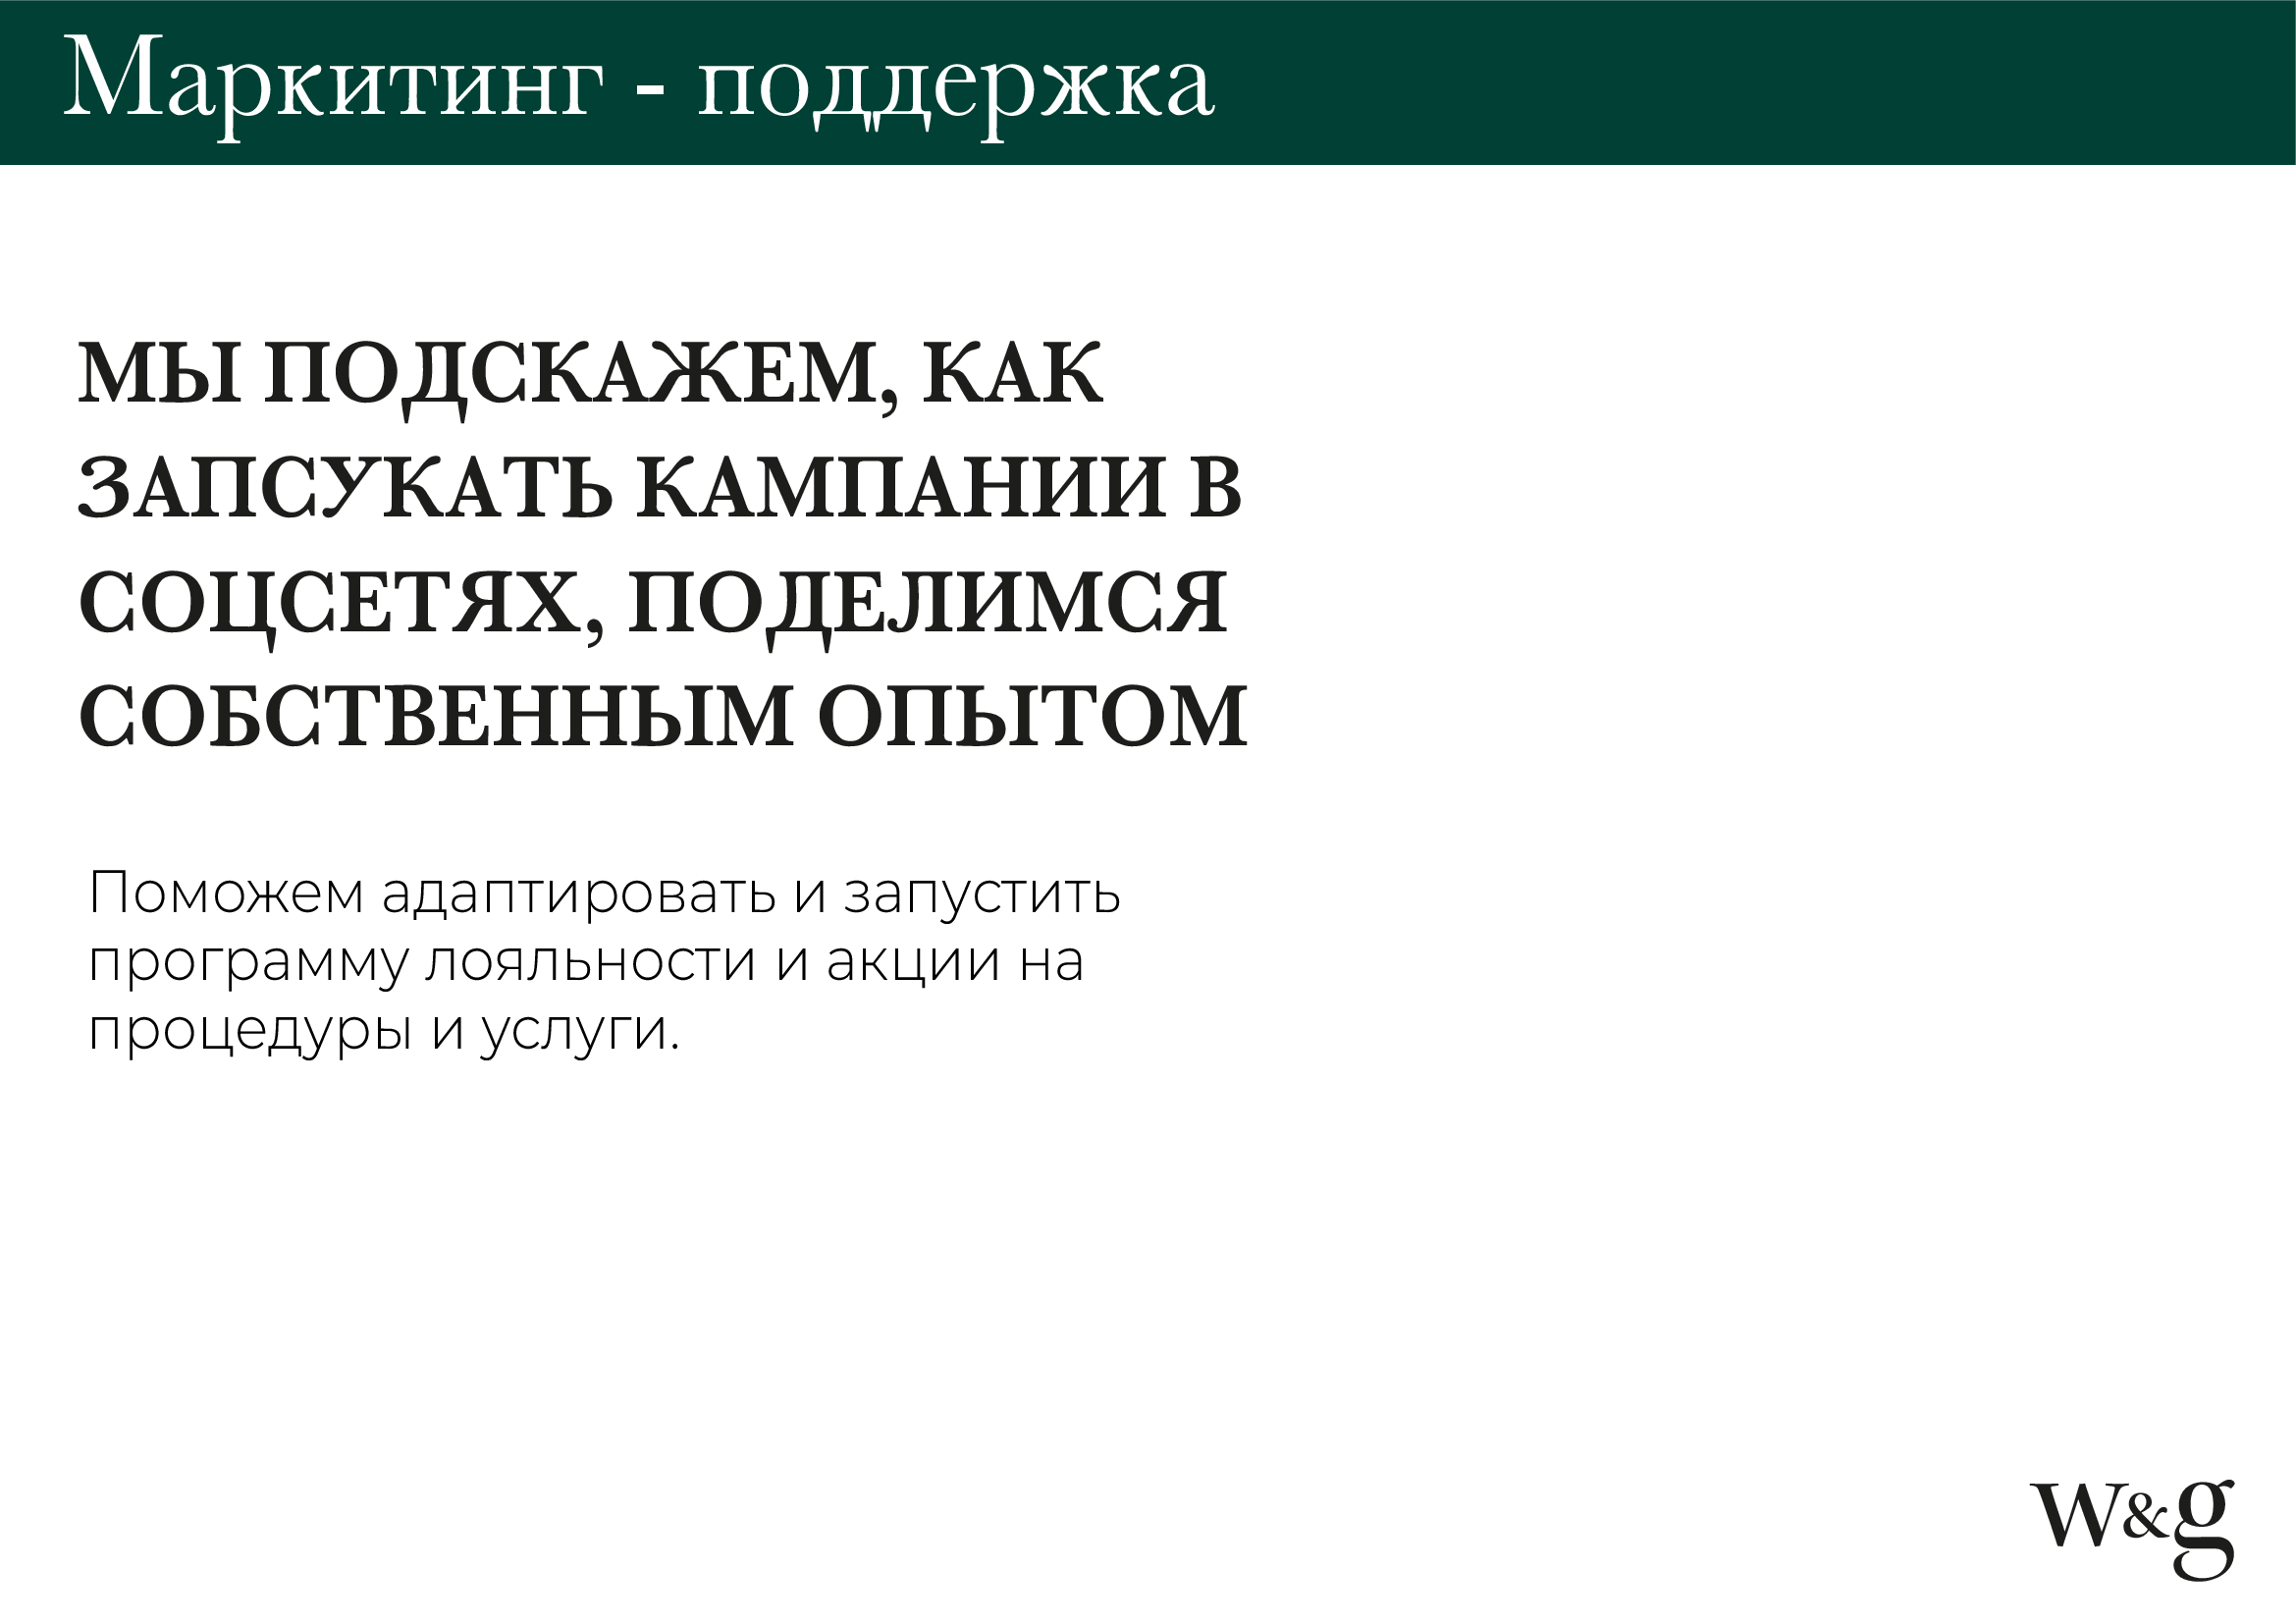 Маркитинг - поддержка
МЫ ПОДСКАЖЕМ, КАК
ЗАПСУКАТЬ КАМПАНИИ В
СОЦСЕТЯХ, ПОДЕЛИМСЯ
СОБСТВЕННЫМ ОПЫТОМ
Поможем адаптировать и запустить
программу лояльности и акции на
процедуры и услуги.
w&g